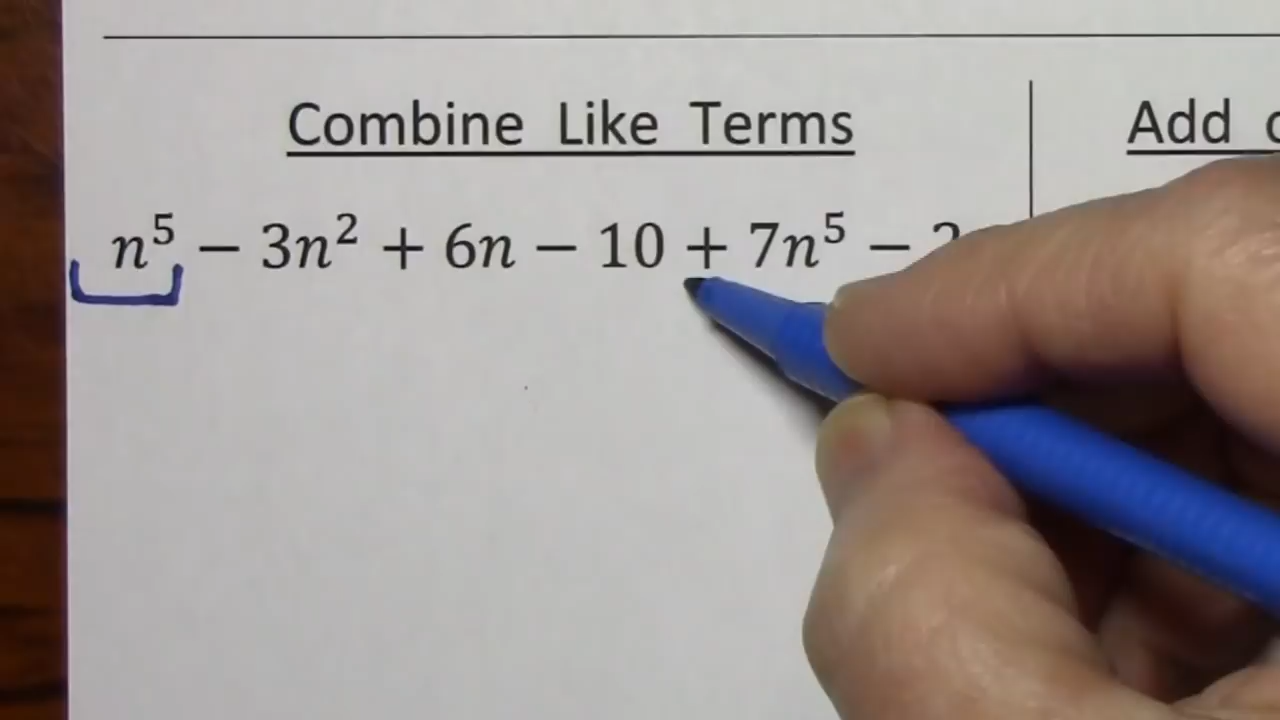 Combine Like Terms
Add
n⁵ − 3n² + 6n − 10 + 7n⁵ −